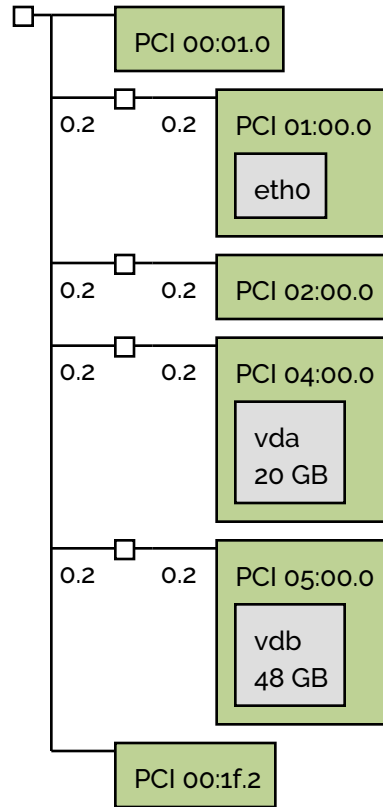 PCI 00:01.0
0.2 0.2 PCI 01:00.0
eth0
0.2 0.2 PCI 02:00.0
0.2 0.2 PCI 04:00.0
vda
20 GB
0.2 0.2 PCI 05:00.0
vdb
48 GB
PCI 00:1f.2